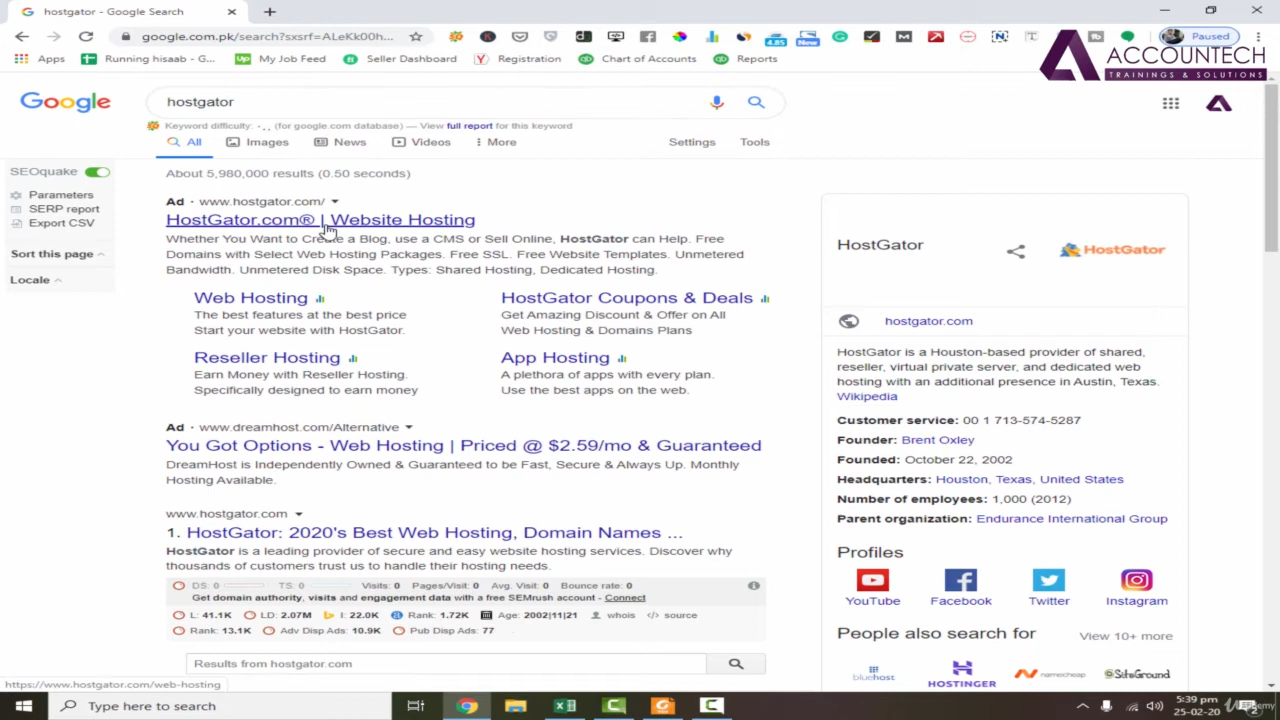 hostgator - Google Search
google.com.pk/search?sxsrf=ALeKk00h...
4.85
New
Paused
Apps
Running hisaab - G...
My Job Feed
Seller Dashboard
Registration
Chart of Accounts
Reports
ACCOUNTECH
TRAININGS & SOLUTIONS
Google
hostgator
Keyword difficulty: · . . (for google.com database) — View full report for this keyword
All
Images
News
Videos
More
Settings
Tools
SEOquake
Parameters
SERP report
Export CSV
Sort this page
Locale
About 5,980,000 results (0.50 seconds)
Ad · www.hostgator.com/
HostGator.com® | Website Hosting
Whether You Want to Create a Blog, use a CMS or Sell Online, HostGator can Help. Free
Domains with Select Web Hosting Packages. Free SSL. Free Website Templates. Unmetered
Bandwidth. Unmetered Disk Space. Types: Shared Hosting, Dedicated Hosting.
Web Hosting
The best features at the best price
Start your website with HostGator.
HostGator Coupons & Deals
Get Amazing Discount & Offer on All
Web Hosting & Domains Plans
Reseller Hosting
Earn Money with Reseller Hosting.
Specifically designed to earn money
App Hosting
A plethora of apps with every plan.
Use the best apps on the web.
Ad · www.dreamhost.com/Alternative
You Got Options - Web Hosting | Priced @ $2.59/mo & Guaranteed
DreamHost is Independently Owned & Guaranteed to be Fast, Secure & Always Up. Monthly
Hosting Available.
www.hostgator.com
1. HostGator: 2020's Best Web Hosting, Domain Names ...
HostGator is a leading provider of secure and easy website hosting services. Discover why
thousands of customers trust us to handle their hosting needs.
DS: 0 TS: 0 Visits: 0 Pages/Visit: 0 Avg. Visit: 0 Bounce rate: 0
Get domain authority, visits and engagement data with a free SEMrush account - Connect
L: 41.1K LD: 2.07M I: 22.0K Rank: 1.72K Age: 2002|11|21 whois source
Rank: 13.1K Adv Disp Ads: 10.9K Pub Disp Ads: 77
Results from hostgator.com
https://www.hostgator.com/web-hosting
HostGator
HostGator
hostgator.com
HostGator is a Houston-based provider of shared,
reseller, virtual private server, and dedicated web
hosting with an additional presence in Austin, Texas.
Wikipedia
Customer service: 00 1 713-574-5287
Founder: Brent Oxley
Founded: October 22, 2002
Headquarters: Houston, Texas, United States
Number of employees: 1,000 (2012)
Parent organization: Endurance International Group
Profiles
YouTube
Facebook
Twitter
Instagram
People also search for
View 10+ more
bluehost
HOSTINGER
namecheap
SiteGround
Type here to search
5:39 pm
25-02-20